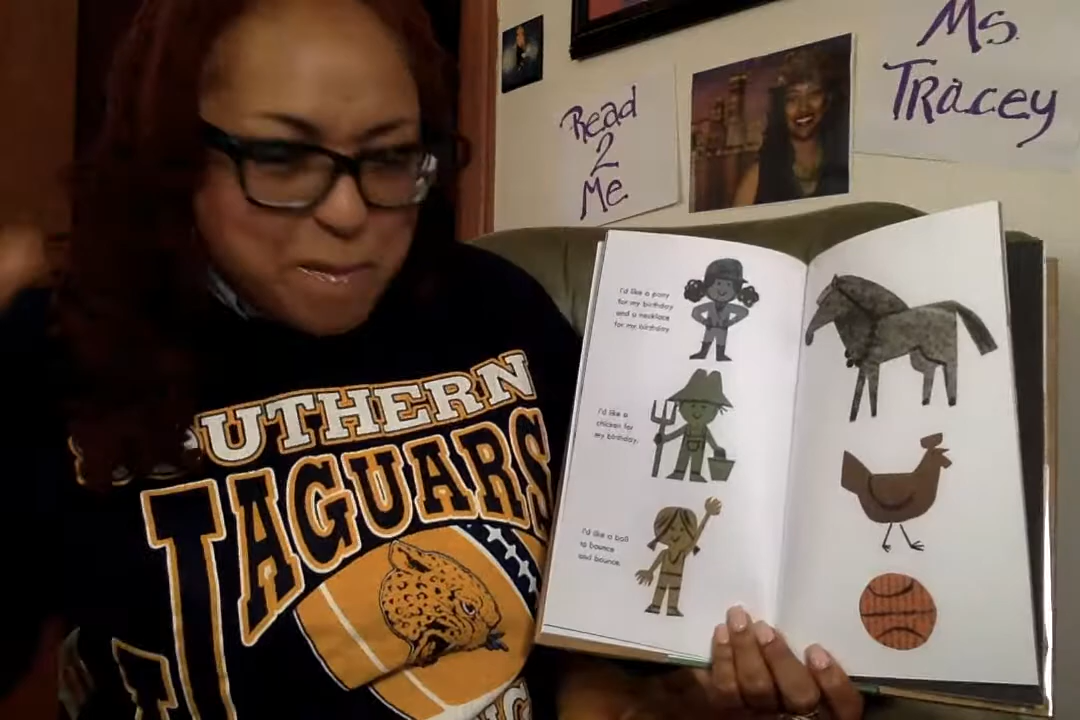 Ms.
Tracey
Read
2
Me
I'd like a pony
for my birthday
and a necklace
for my birthday.
I'd like a
chicken for
my birthday.
I'd like a ball
to bounce
and bounce.
SOUTHERN
JAGUARS